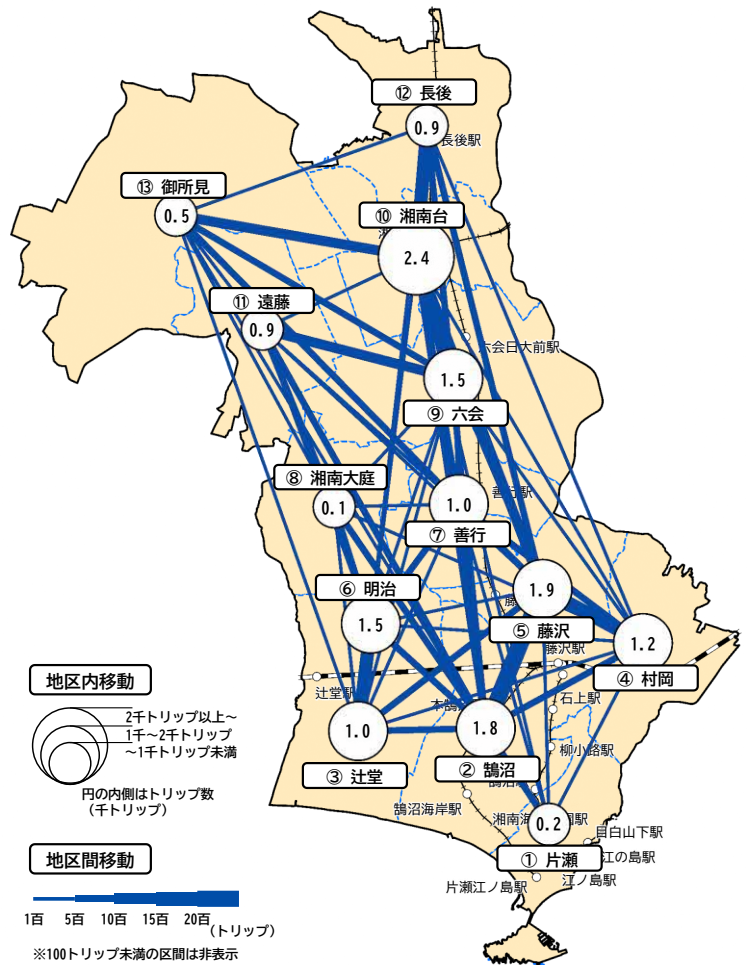 ⑫ 長後
0.9
長後駅
⑬ 御所見
0.5
⑩ 湘南台
2.4
⑪ 遠藤
0.9
六会日大前駅
1.5
⑨ 六会
⑧ 湘南大庭
0.1
善行駅
1.0
⑦ 善行
⑥ 明治
1.5
1.9
⑤ 藤沢
藤沢駅
1.2
④ 村岡
辻堂駅
石上駅
1.0
③ 辻堂
1.8
② 鵠沼
柳小路駅
鵠沼海岸駅
0.2
目白山下駅
① 片瀬
江の島駅
片瀬江ノ島駅
江ノ島駅
地区内移動
2千トリップ以上~
1千~2千トリップ
~1千トリップ未満
円の内側はトリップ数
(千トリップ)
地区間移動
1百 5百 10百 15百 20百
(トリップ)
※100トリップ未満の区間は非表示